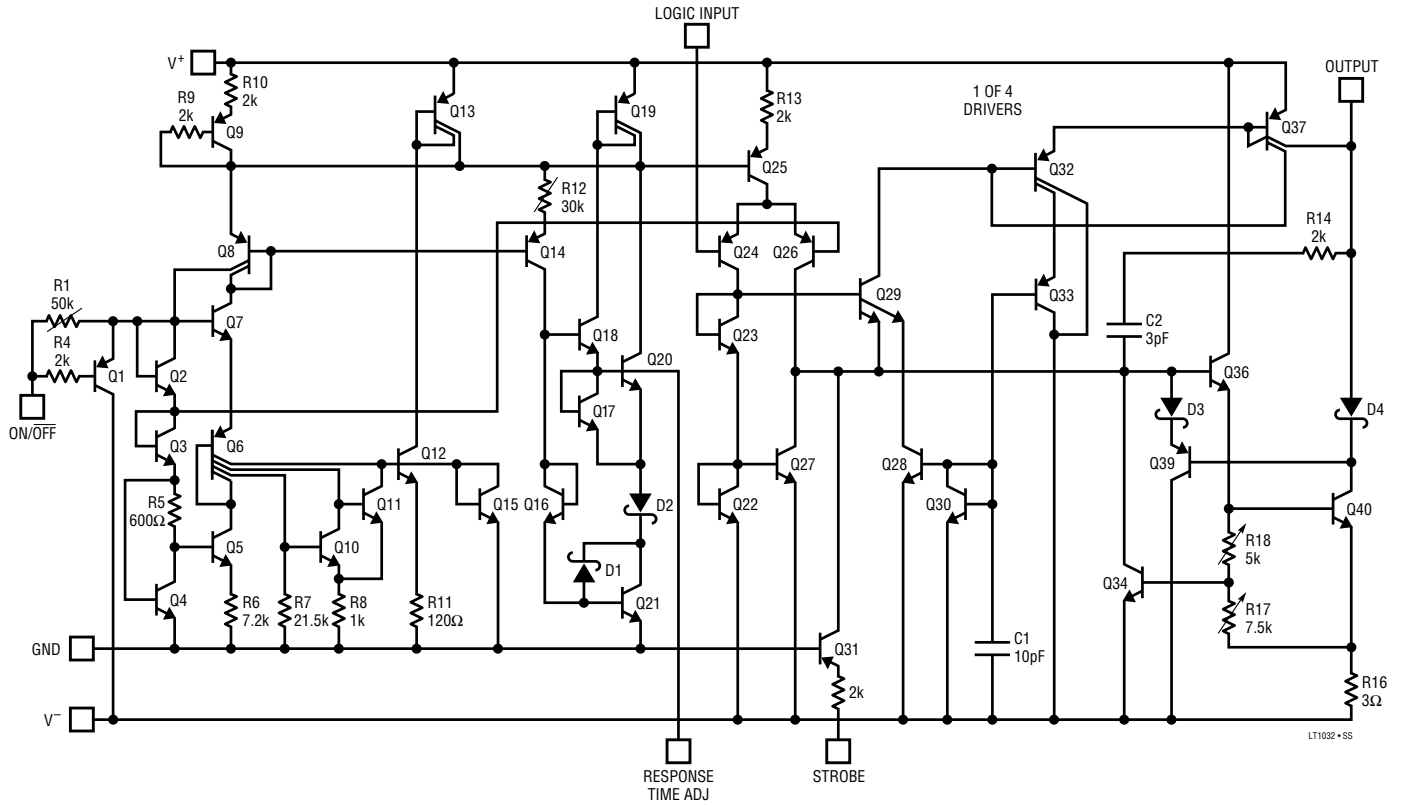 LOGIC INPUT
V+
R10
2k
R9
2k
Q9
Q13
Q19
R13
2k
1 OF 4
DRIVERS
OUTPUT
Q37
Q25
Q32
R12
30k
Q8
Q14
Q24
Q26
R14
2k
R1
50k
R4
2k
Q7
Q29
Q33
C2
3pF
Q18
Q23
Q20
Q1
Q2
Q36
D3
D4
ON/OFF
Q17
Q3
Q6
Q12
Q27
Q28
Q39
R5
600Ω
Q11
Q15
Q16
D2
Q22
Q30
Q40
Q5
Q10
R18
5k
D1
Q34
Q4
R6
7.2k
R7
21.5k
R8
1k
R11
120Ω
Q21
R17
7.5k
GND
Q31
C1
10pF
2k
R16
3Ω
V−
LT1032 • SS
RESPONSE
TIME ADJ
STROBE